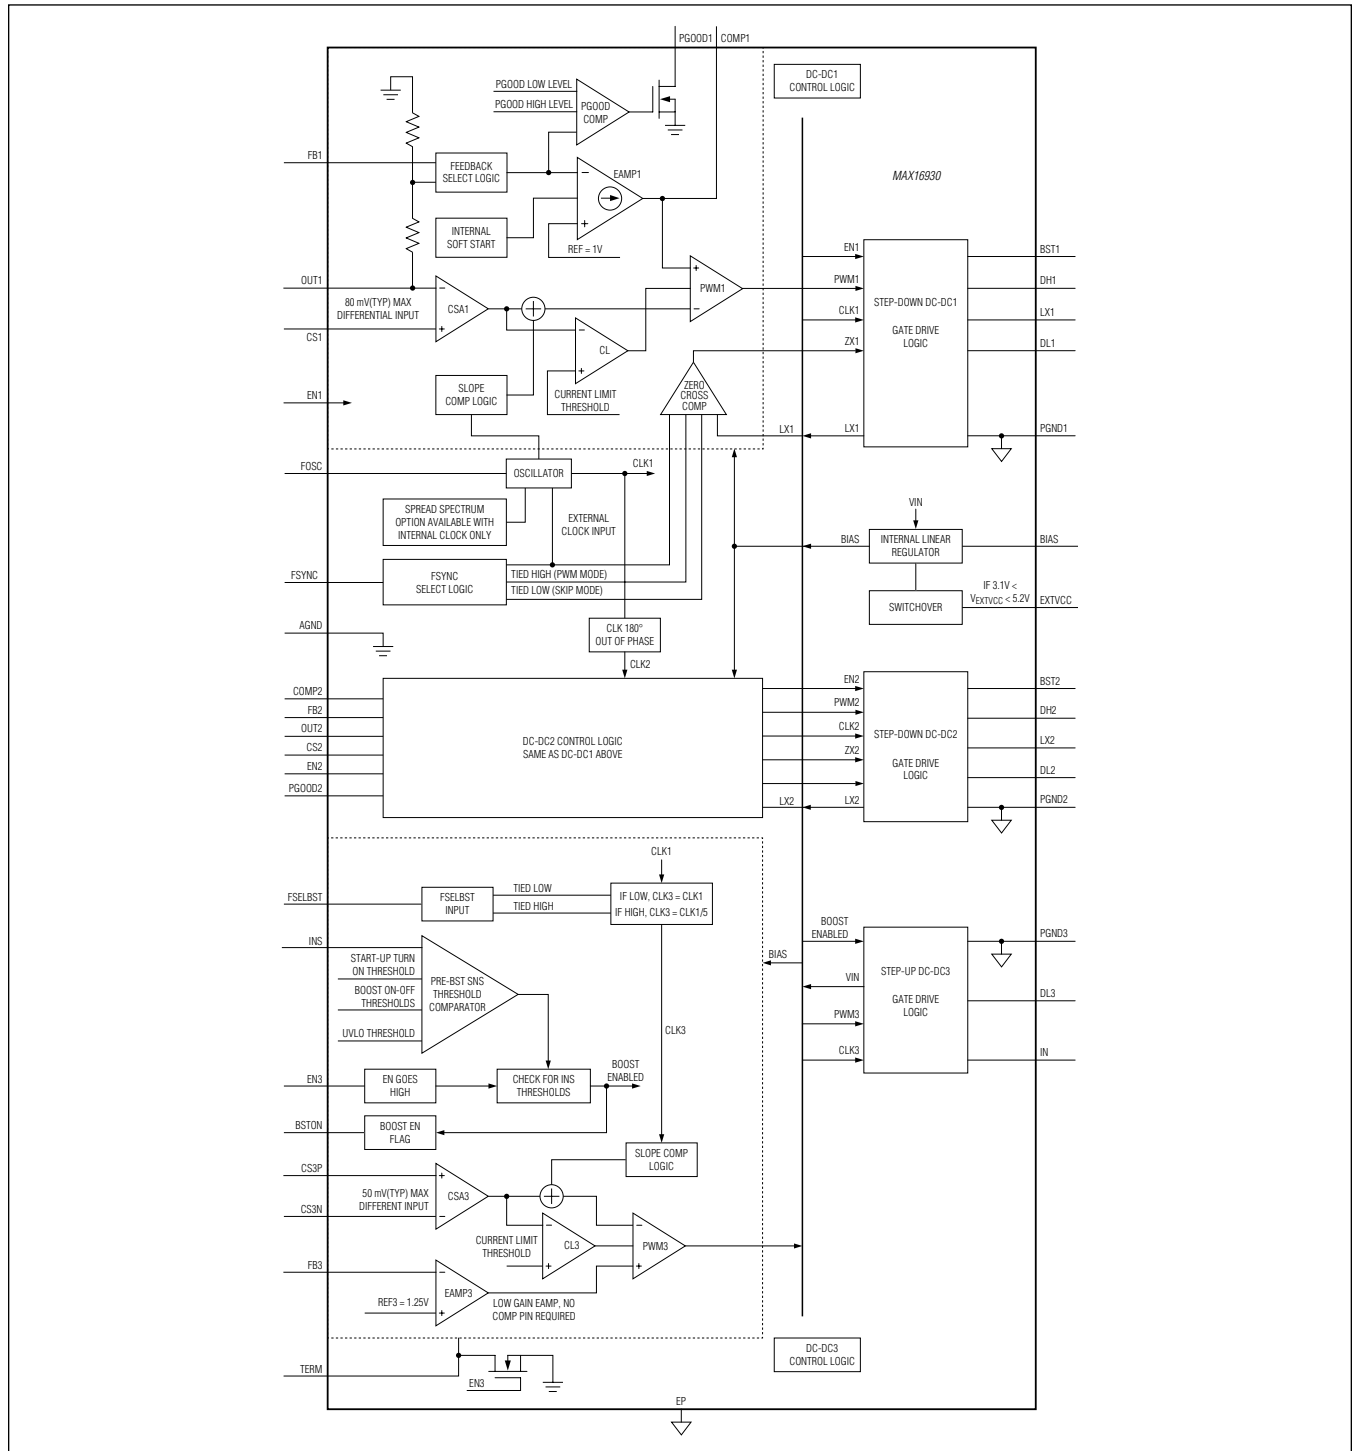 PGOOD1
COMP1
DC-DC1
CONTROL LOGIC
PGOOD LOW LEVEL
PGOOD HIGH LEVEL
PGOOD
COMP
FB1
FEEDBACK
SELECT LOGIC
EAMP1
MAX16930
INTERNAL
SOFT START
REF = 1V
OUT1
80 mV(TYP) MAX
DIFFERENTIAL INPUT
CS1
CSA1
PWM1
CL
EN1
SLOPE
COMP LOGIC
CURRENT LIMIT
THRESHOLD
ZERO
CROSS
COMP
EN1
PWM1
CLK1
ZX1
LX1
LX1
STEP-DOWN DC-DC1
GATE DRIVE
LOGIC
BST1
DH1
LX1
DL1
PGND1
FOSC
OSCILLATOR
CLK1
SPREAD SPECTRUM
OPTION AVAILABLE WITH
INTERNAL CLOCK ONLY
EXTERNAL
CLOCK INPUT
FSYNC
FSYNC
SELECT LOGIC
TIED HIGH (PWM MODE)
TIED LOW (SKIP MODE)
VIN
BIAS
INTERNAL LINEAR
REGULATOR
BIAS
SWITCHOVER
IF 3.1V <
VEXTVCC < 5.2V
EXTVCC
AGND
CLK 180°
OUT OF PHASE
CLK2
COMP2
FB2
OUT2
CS2
EN2
PGOOD2
DC-DC2 CONTROL LOGIC
SAME AS DC-DC1 ABOVE
EN2
PWM2
CLK2
ZX2
LX2
LX2
STEP-DOWN DC-DC2
GATE DRIVE
LOGIC
BST2
DH2
LX2
DL2
PGND2
CLK1
FSELBST
FSELBST
INPUT
TIED LOW
TIED HIGH
IF LOW, CLK3 = CLK1
IF HIGH, CLK3 = CLK1/5
INS
START-UP TURN
ON THRESHOLD
BOOST ON-OFF
THRESHOLDS
UVLO THRESHOLD
PRE-BST SNS
THRESHOLD
COMPARATOR
BIAS
CLK3
BOOST
ENABLED
VIN
PWM3
CLK3
STEP-UP DC-DC3
GATE DRIVE
LOGIC
PGND3
DL3
IN
EN3
EN GOES
HIGH
CHECK FOR INS
THRESHOLDS
BOOST
ENABLED
BSTON
BOOST EN
FLAG
SLOPE COMP
LOGIC
CS3P
50 mV(TYP) MAX
DIFFERENT INPUT
CS3N
CSA3
CURRENT LIMIT
THRESHOLD
CL3
PWM3
FB3
REF3 = 1.25V
EAMP3
LOW GAIN EAMP, NO
COMP PIN REQUIRED
TERM
EN3
DC-DC3
CONTROL LOGIC
EP